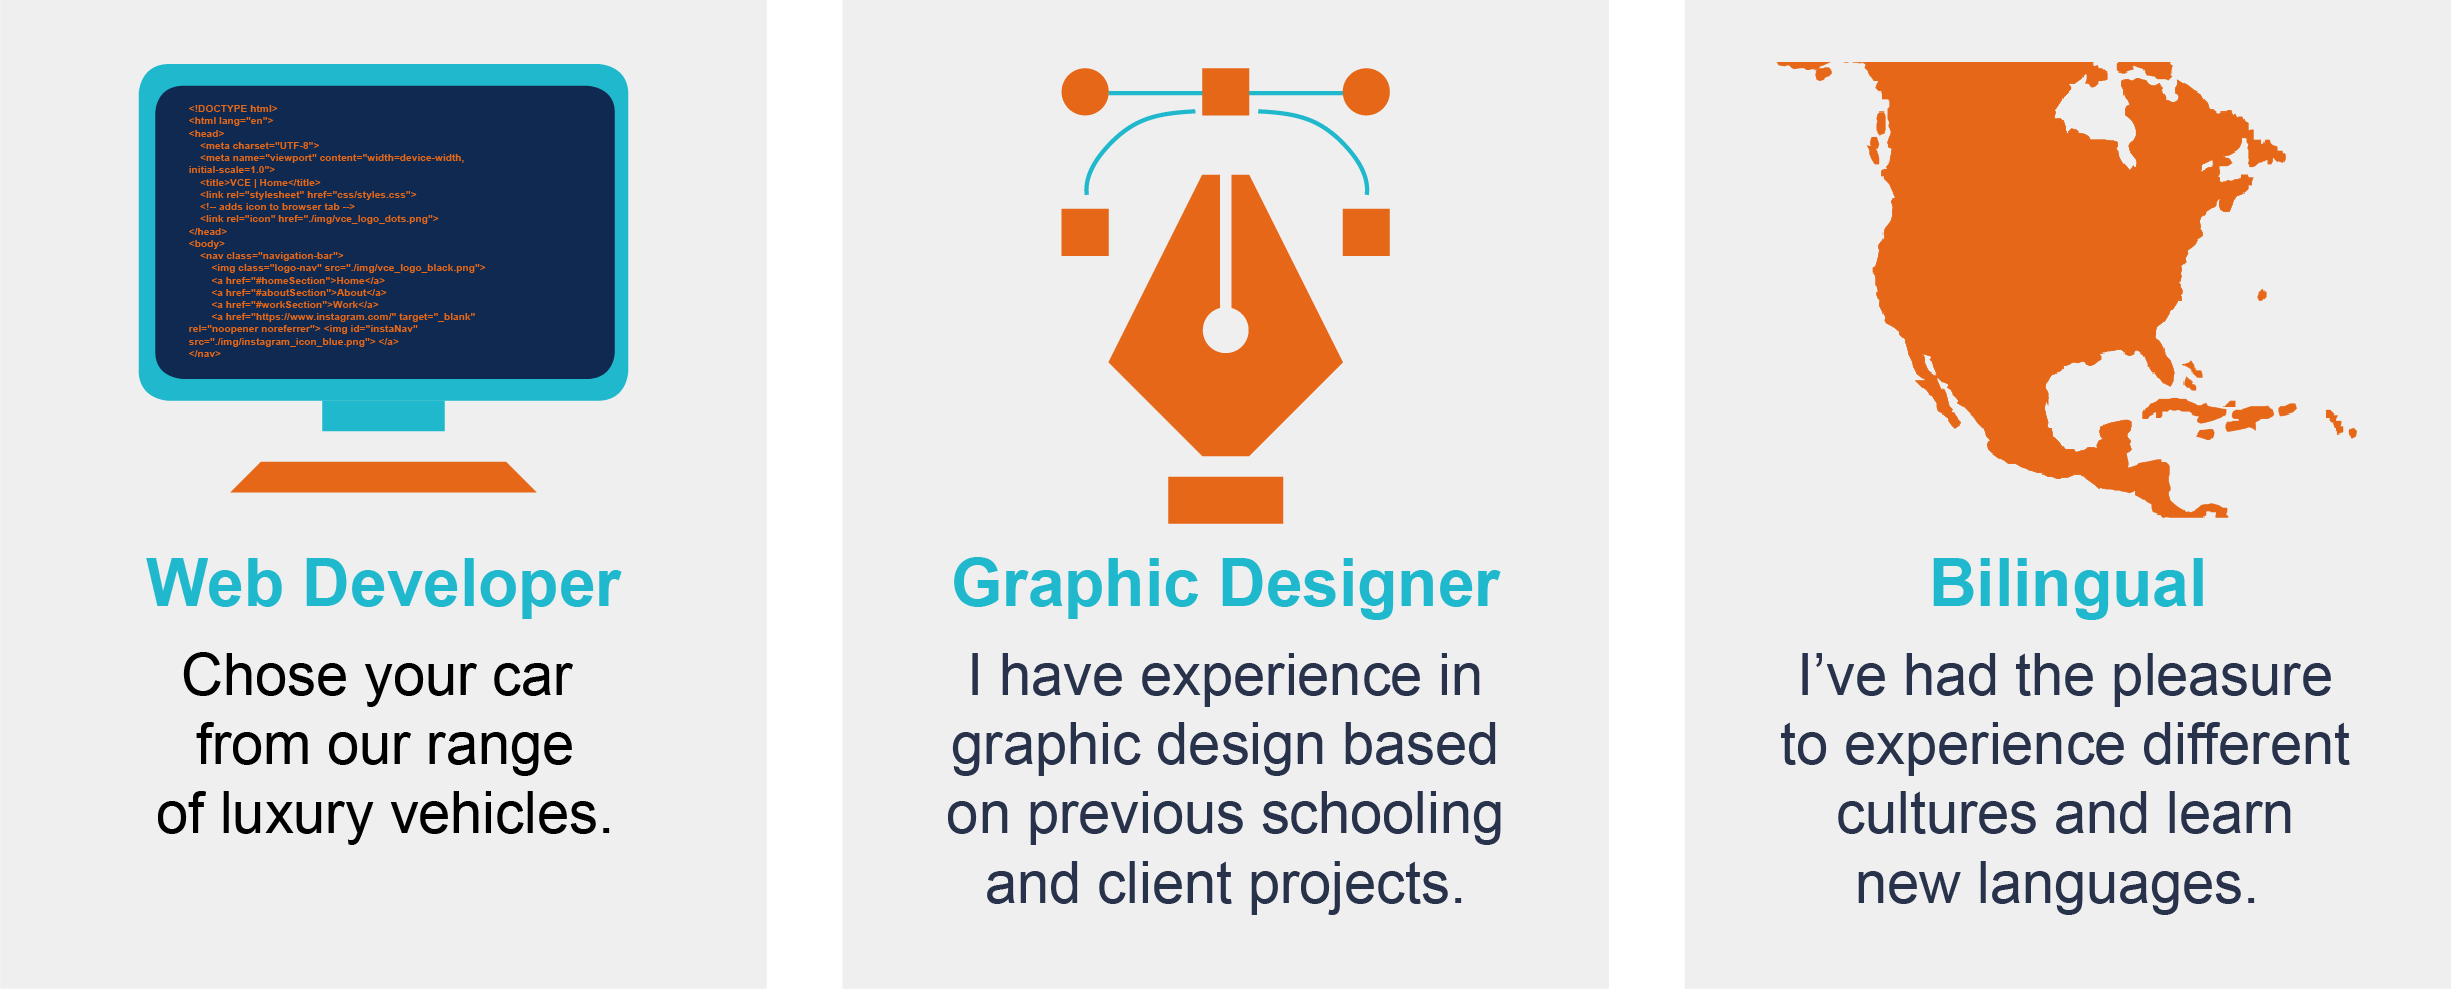 <!DOCTYPE html>
<html lang="en">
<head>
<meta charset="UTF-8">
<meta name="viewport" content="width=device-width,
initial-scale=1.0">
<title>VCE | Home</title>
<link rel="stylesheet" href="css/styles.css">
<!-- adds icon to browser tab -->
<link rel="icon" href="./img/vce_logo_dots.png">
</head>
<body>
<nav class="navigation-bar">
<img class="logo-nav" src="./img/vce_logo_black.png">
<a href="#homeSection">Home</a>
<a href="#aboutSection">About</a>
<a href="#workSection">Work</a>
<a href="https://www.instagram.com/" target="_blank"
rel="noopener noreferrer"> <img id="instaNav"
src="./img/instagram_icon_blue.png"> </a>
</nav>
Web Developer
Chose your car
from our range
of luxury vehicles.
Graphic Designer
I have experience in
graphic design based
on previous schooling
and client projects.
Bilingual
I’ve had the pleasure
to experience different
cultures and learn
new languages.